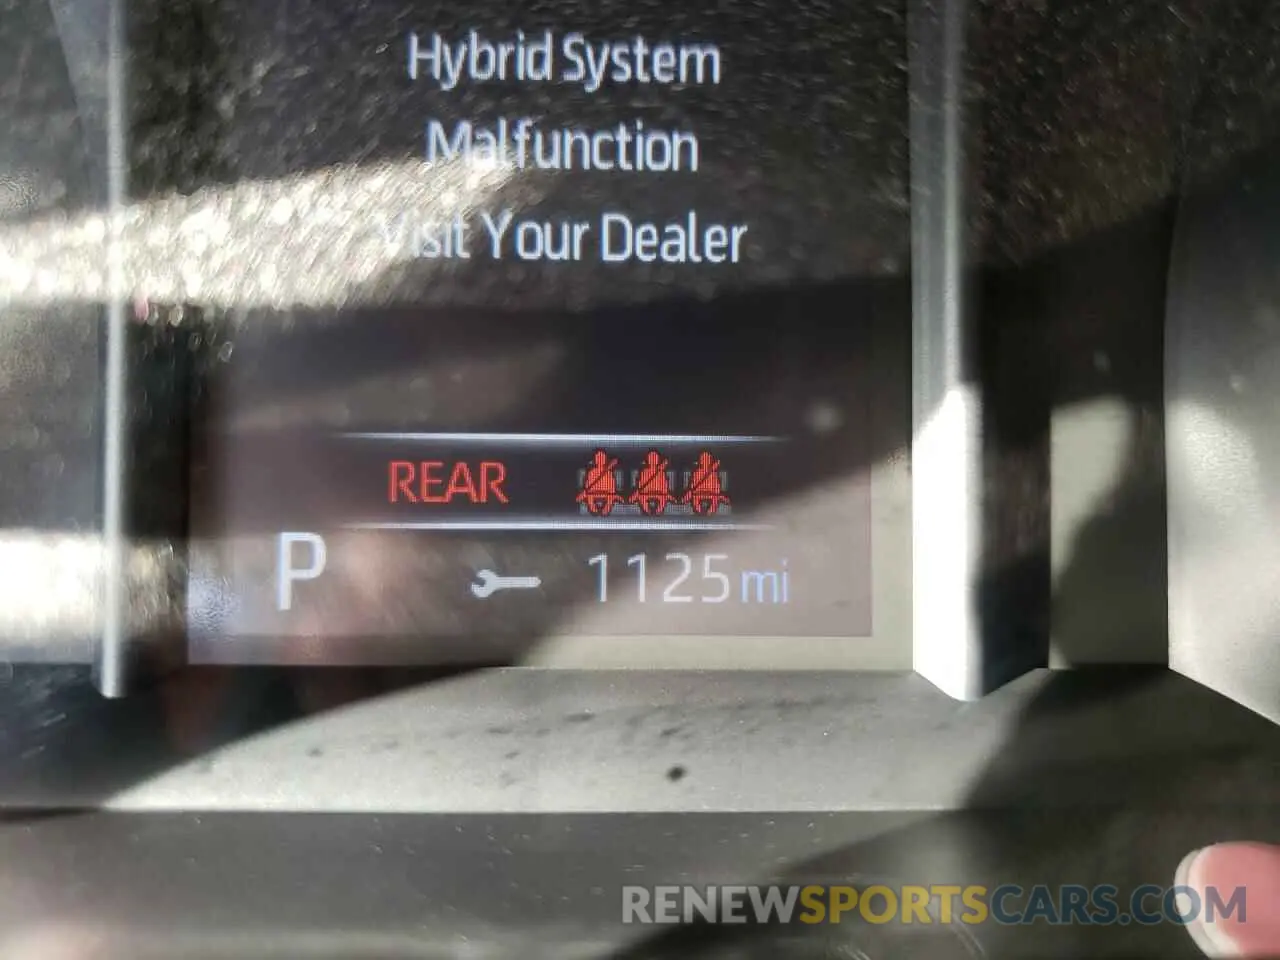 Hybrid System
Malfunction
Visit Your Dealer
REAR
P 1125 mi
RENEWSPORTSCARS.COM